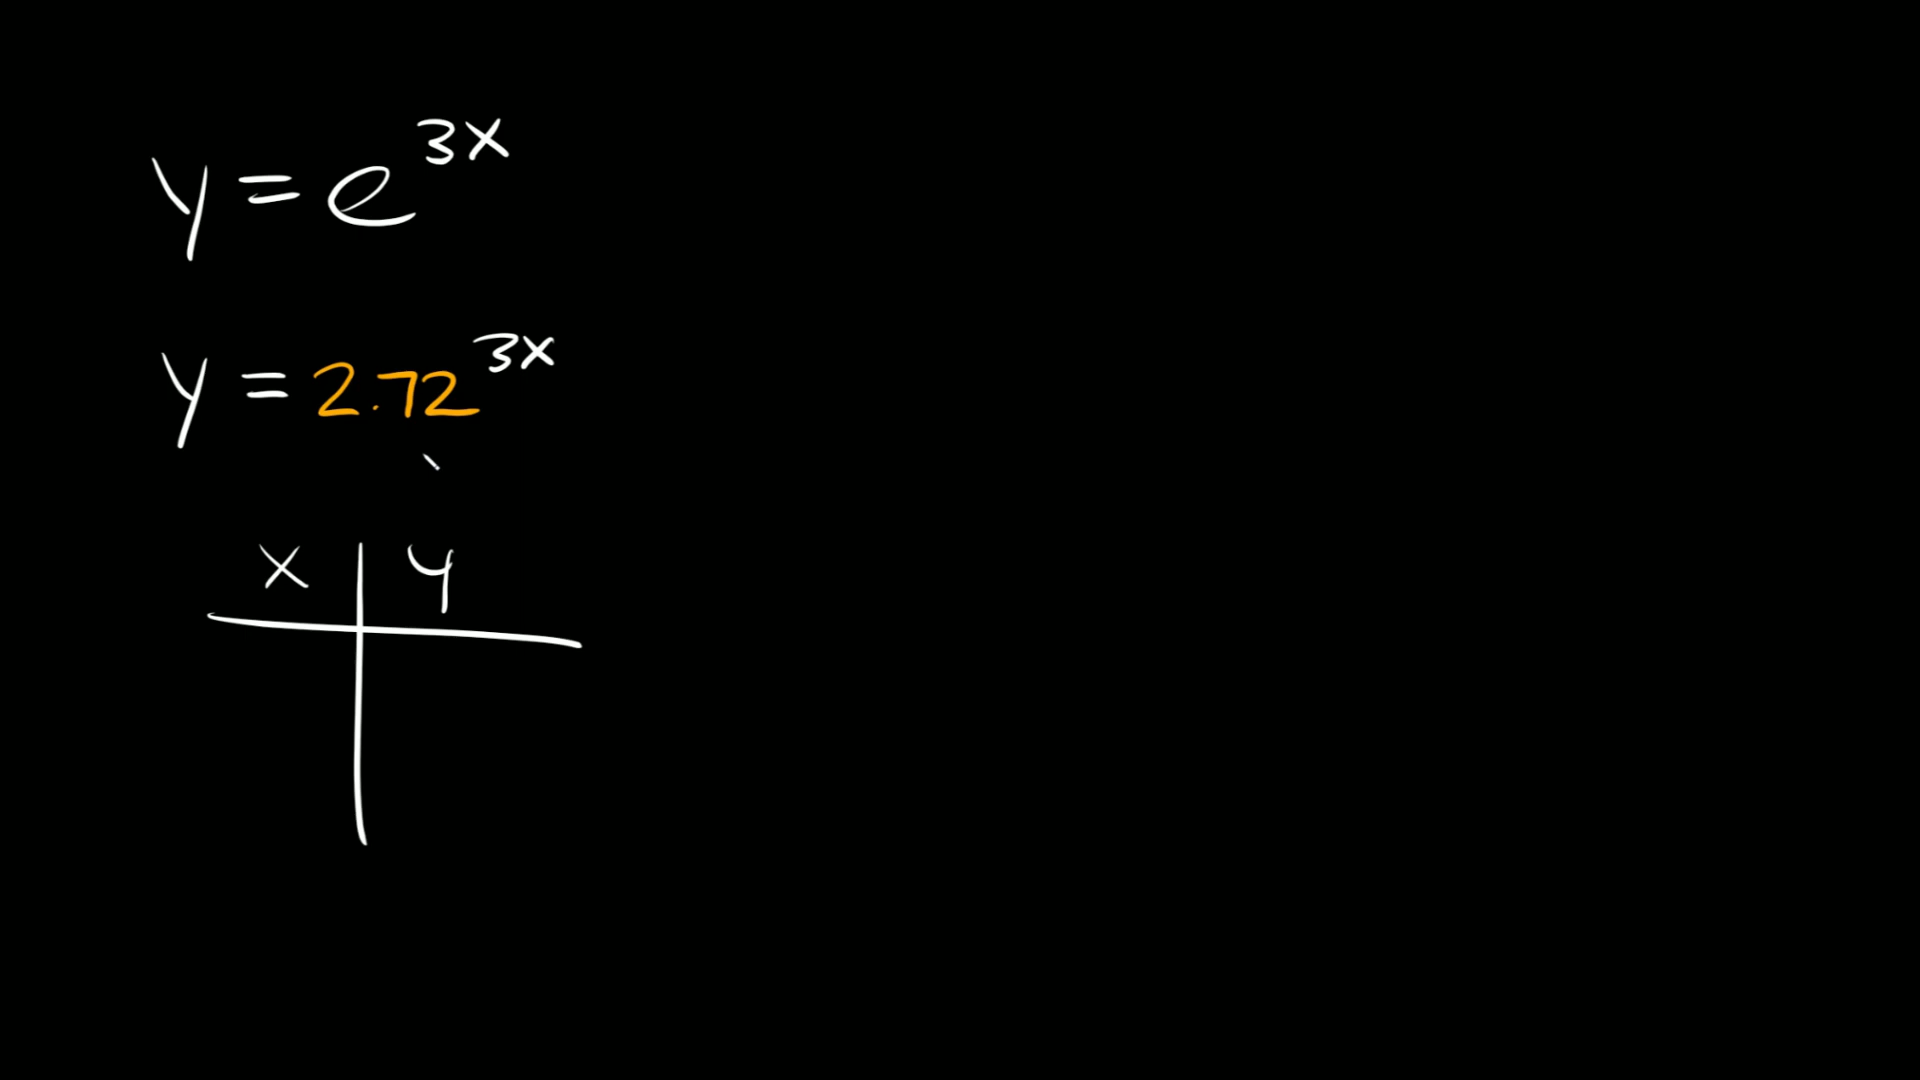 y = e^3x
y = 2.72^3x
x | y